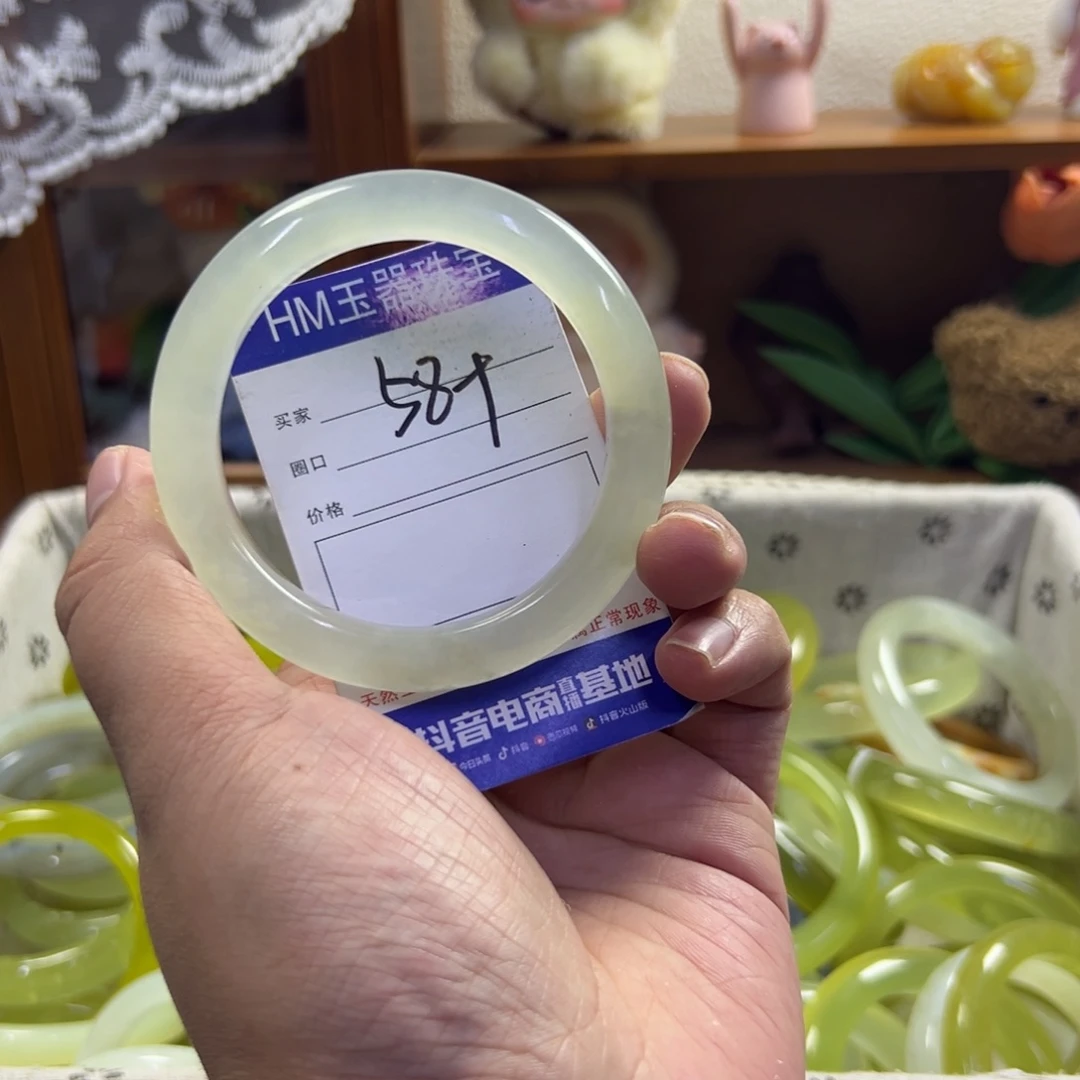 HM玉器珠宝
584
买家
圈口
价格
属正常现象
天然
抖音电商直播基地
今日头条 抖音 西瓜视频 抖音火山版